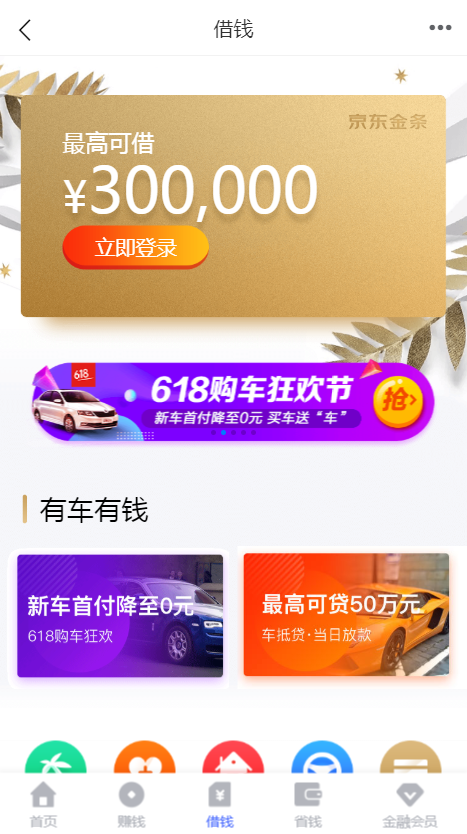 借钱
京东金条
最高可借
¥300,000
立即登录
618
618购车狂欢节
新车首付降至0元 买车送“车”
抢
有车有钱
新车首付降至0元
618购车狂欢
最高可贷50万元
车抵贷·当日放款
首页
赚钱
借钱
省钱
金融会员